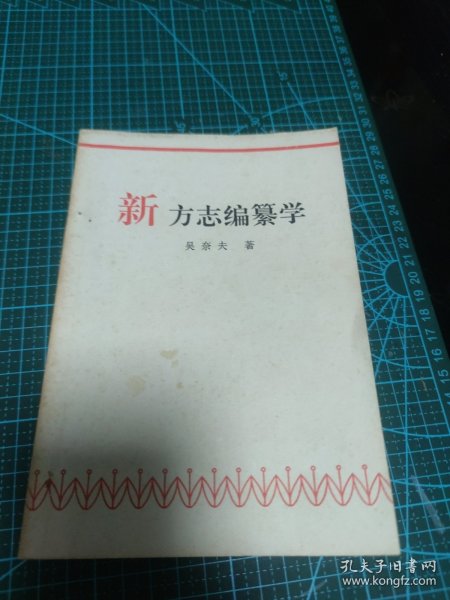 新 方志编纂学
吴奈夫 著
孔夫子旧书网
www.kongfz.com